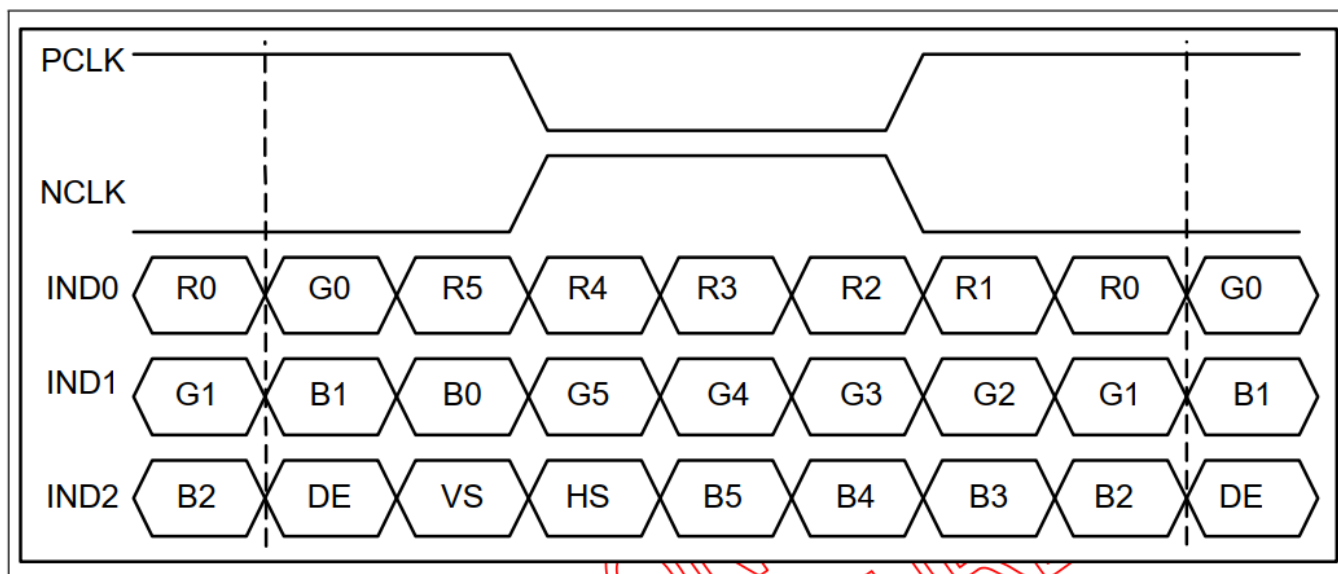 PCLK
NCLK
IND0 R0 G0 R5 R4 R3 R2 R1 R0 G0
IND1 G1 B1 B0 G5 G4 G3 G2 G1 B1
IND2 B2 DE VS HS B5 B4 B3 B2 DE